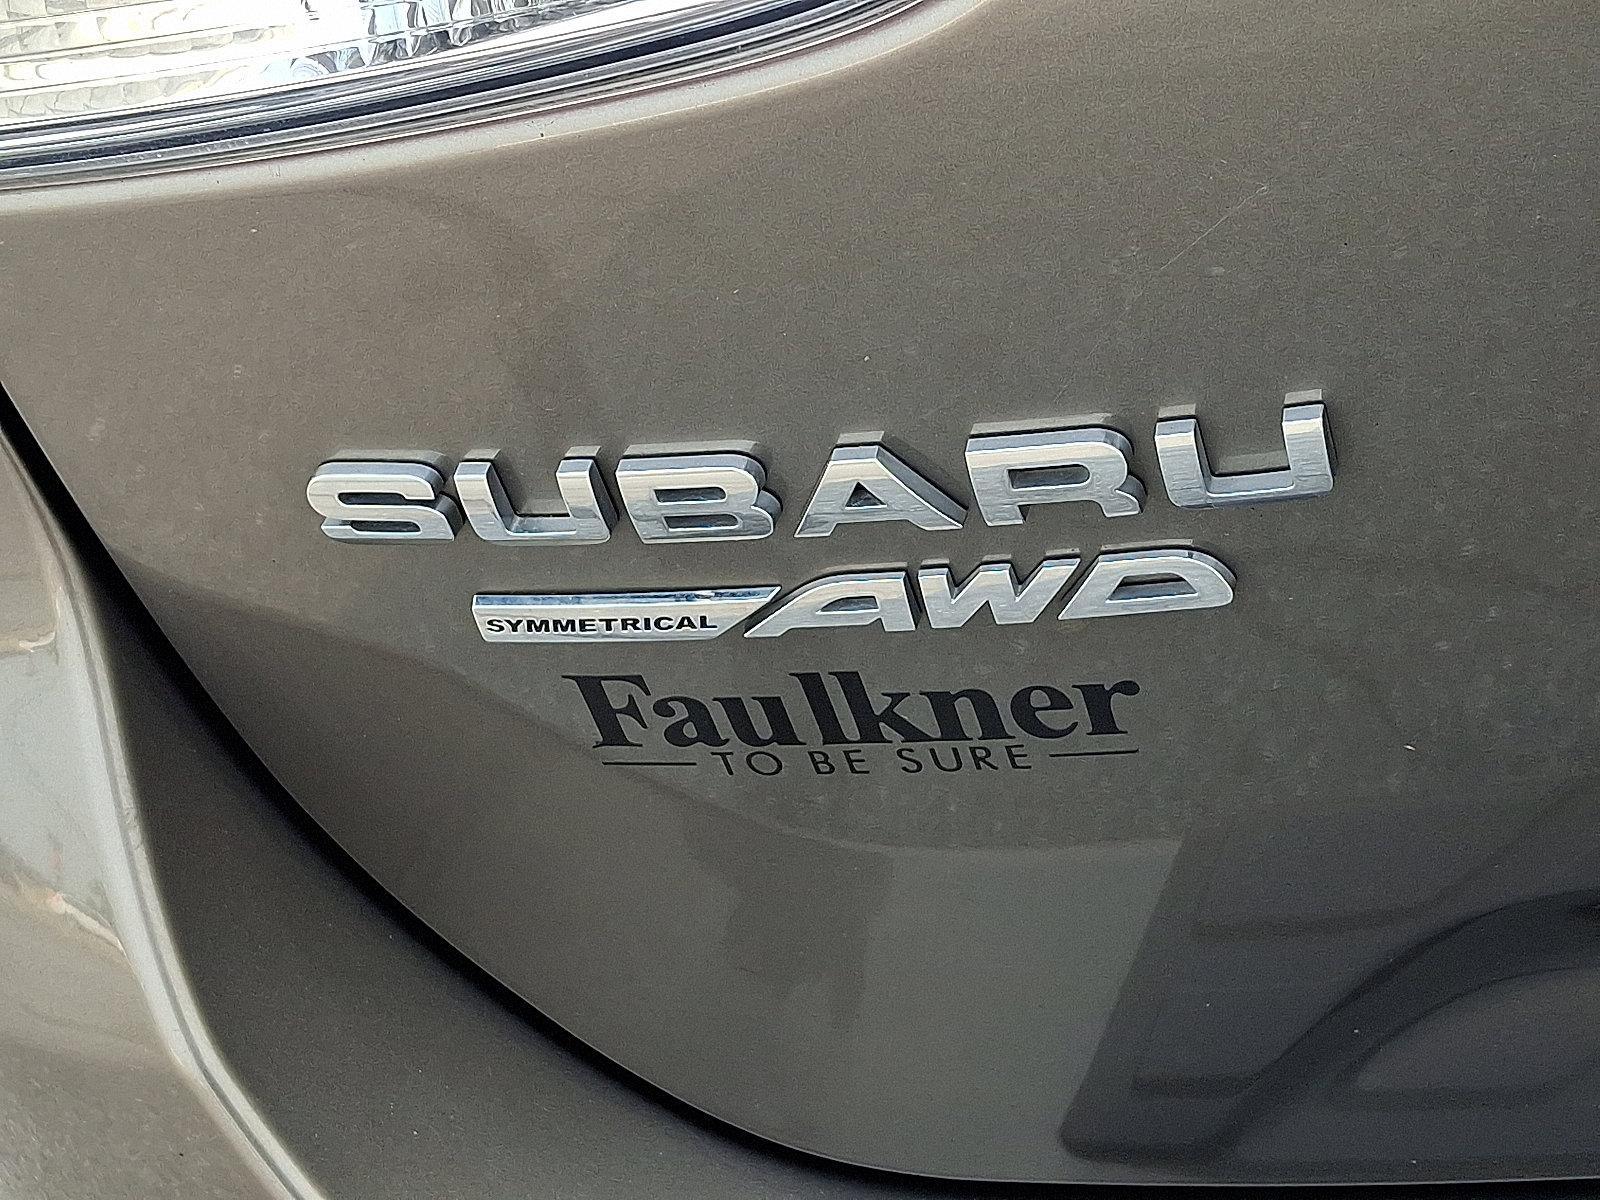 SUBARU
SYMMETRICAL AWD
Faulkner
TO BE SURE